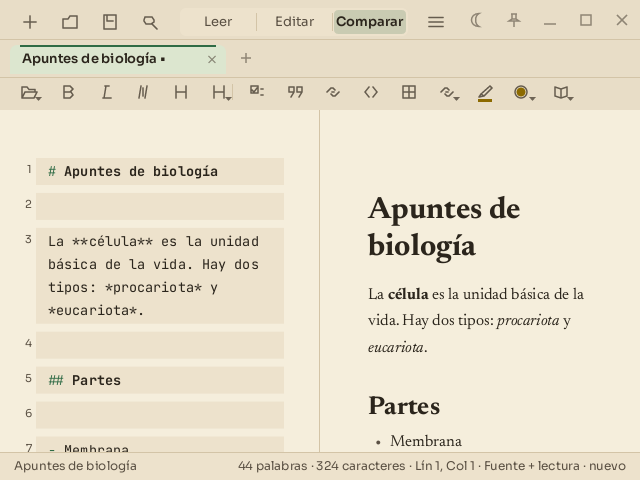 Leer Editar Comparar
Apuntes de biología •
1 # Apuntes de biología
2
3 La **célula** es la unidad
básica de la vida. Hay dos
tipos: *procariota* y
*eucariota*.
4
5 ## Partes
6
7 - Membrana
Apuntes de
biología
La célula es la unidad básica de la
vida. Hay dos tipos: procariota y
eucariota.
Partes
• Membrana
Apuntes de biología
44 palabras · 324 caracteres · Lín 1, Col 1 · Fuente + lectura · nuevo